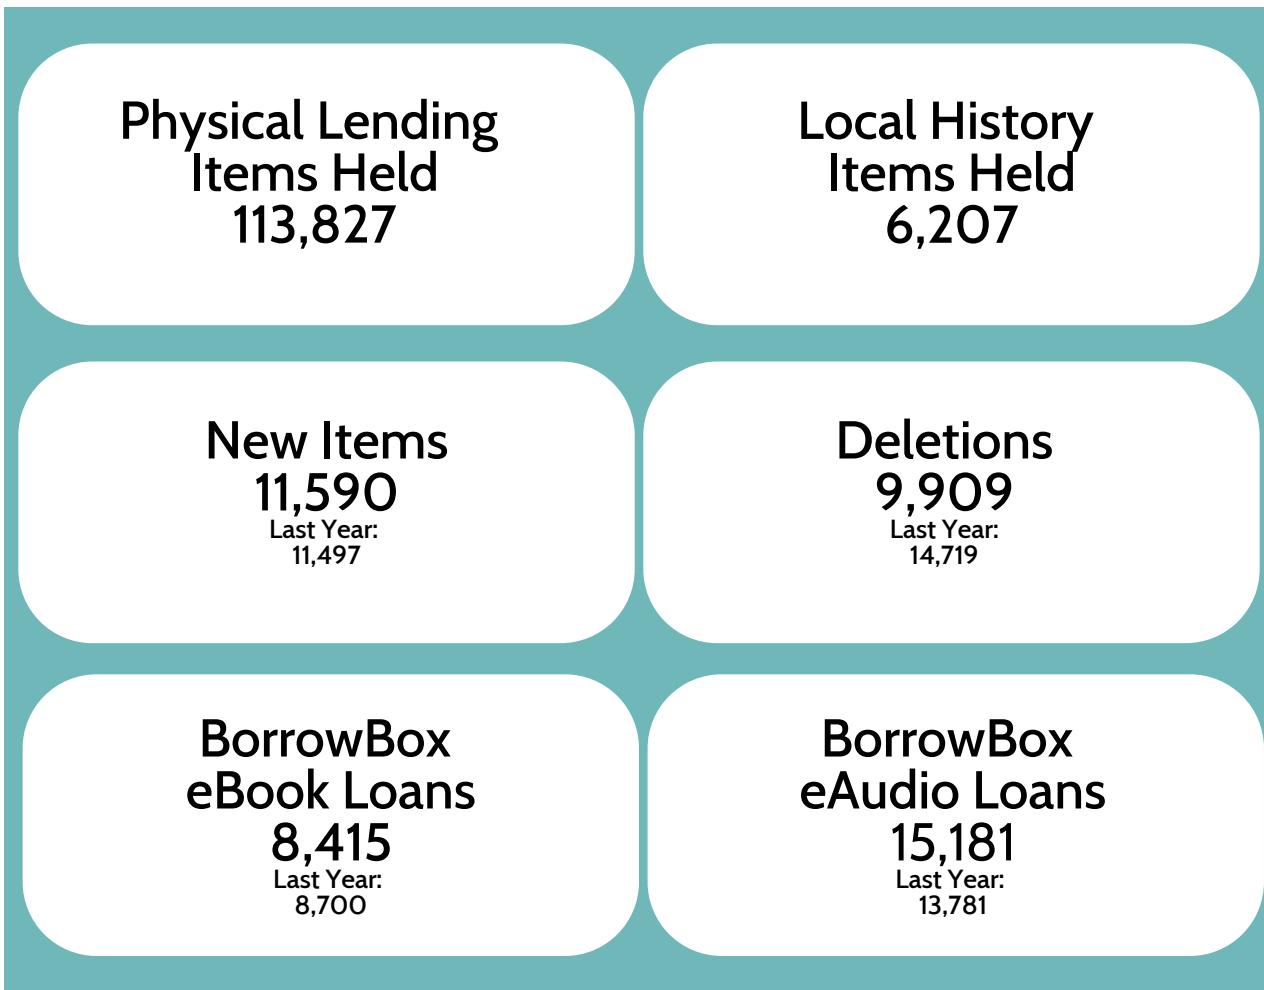 Physical Lending
Items Held
113,827
Local History
Items Held
6,207
New Items
11,590
Last Year:
11,497
Deletions
9,909
Last Year:
14,719
BorrowBox
eBook Loans
8,415
Last Year:
8,700
BorrowBox
eAudio Loans
15,181
Last Year:
13,781